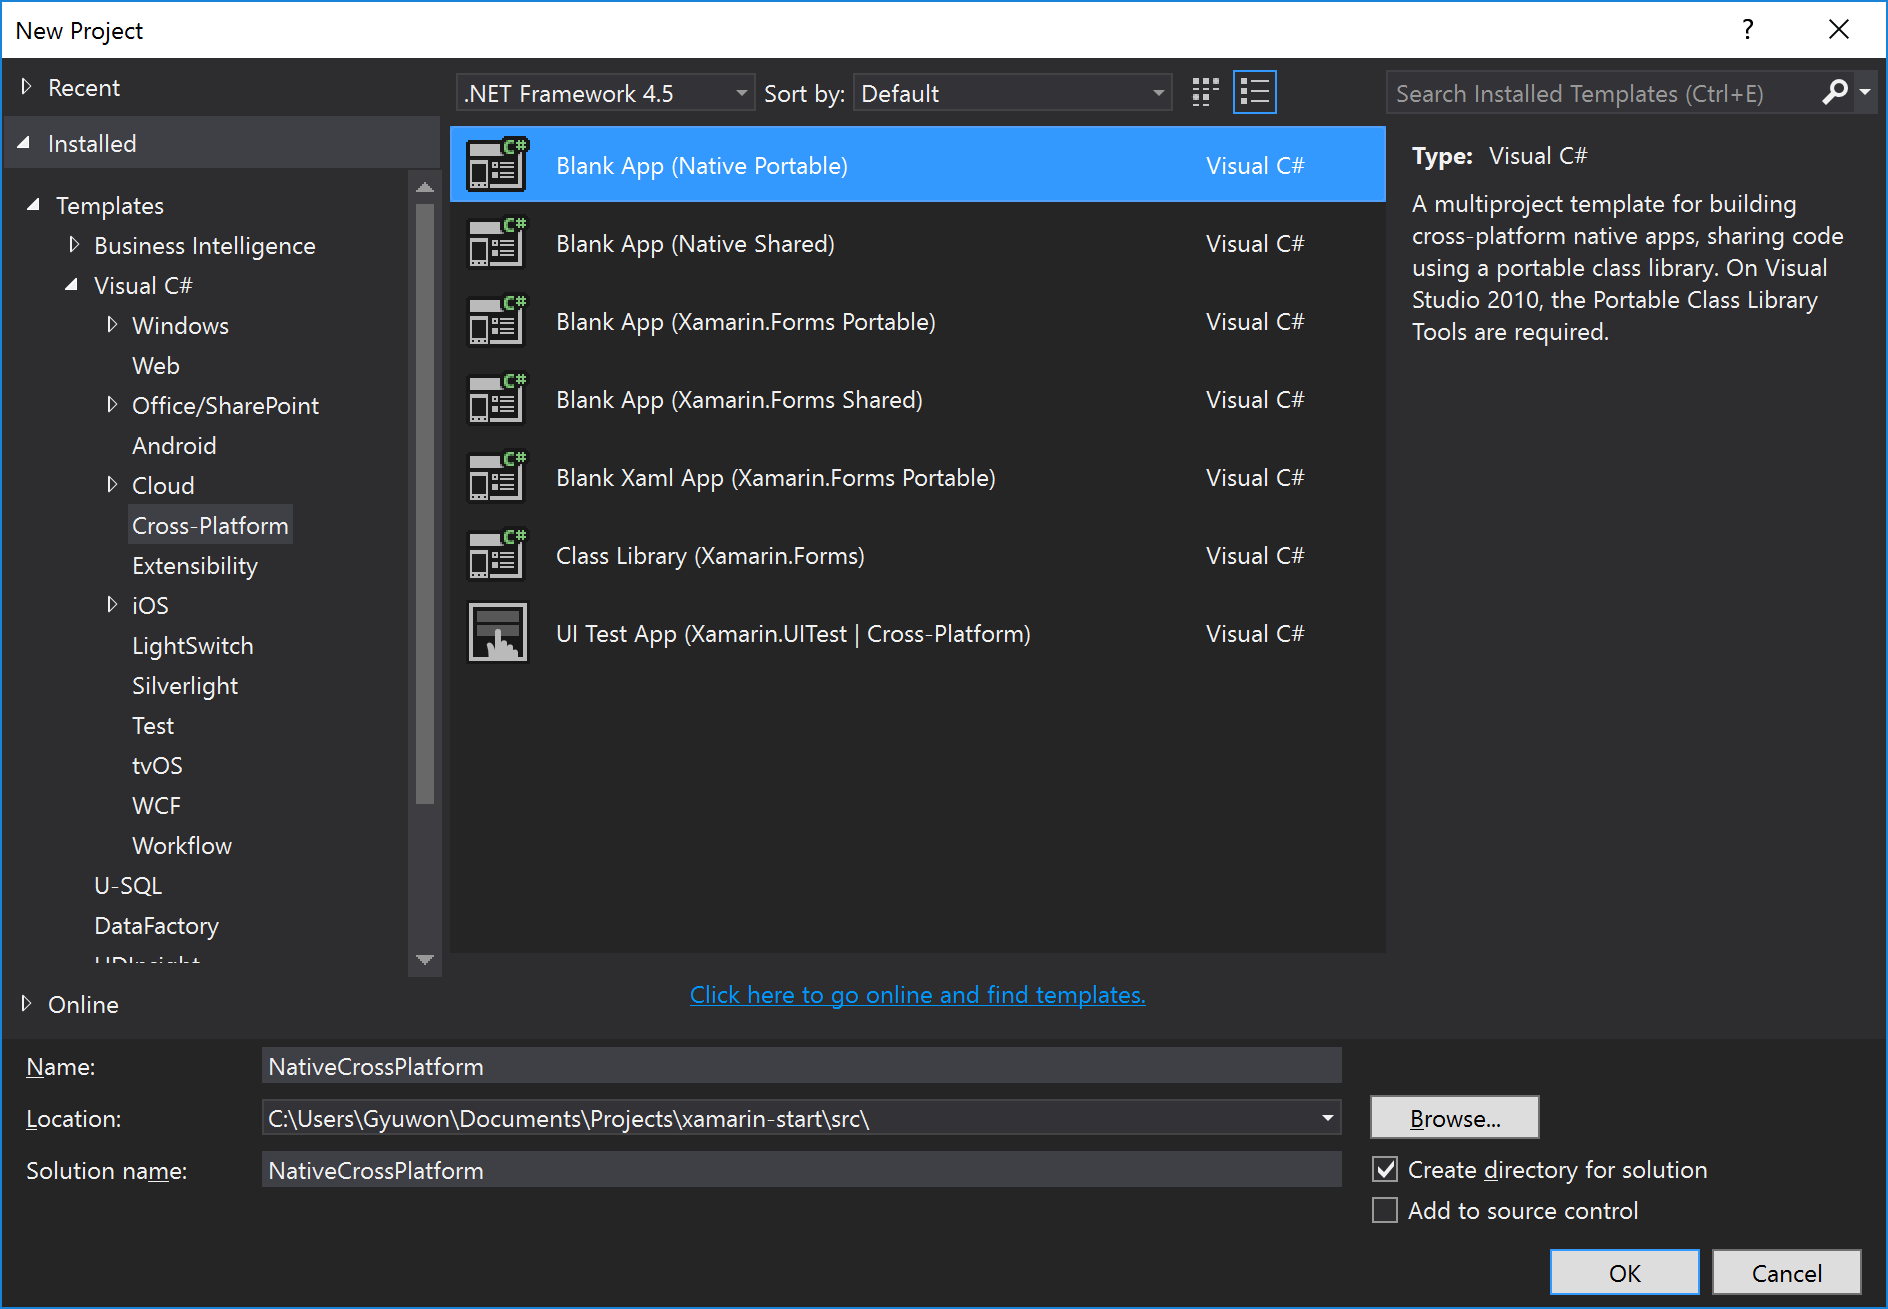 New Project
?
Recent
.NET Framework 4.5
Sort by:
Default
Search Installed Templates (Ctrl+E)
Installed
Templates
Business Intelligence
Visual C#
Windows
Web
Office/SharePoint
Android
Cloud
Cross-Platform
Extensibility
iOS
LightSwitch
Silverlight
Test
tvOS
WCF
Workflow
U-SQL
DataFactory
Online
C# Blank App (Native Portable) Visual C#
C# Blank App (Native Shared) Visual C#
C# Blank App (Xamarin.Forms Portable) Visual C#
C# Blank App (Xamarin.Forms Shared) Visual C#
C# Blank Xaml App (Xamarin.Forms Portable) Visual C#
C# Class Library (Xamarin.Forms) Visual C#
UI Test App (Xamarin.UITest | Cross-Platform) Visual C#
Click here to go online and find templates.
Type: Visual C#
A multiproject template for building
cross-platform native apps, sharing code
using a portable class library. On Visual
Studio 2010, the Portable Class Library
Tools are required.
Name: NativeCrossPlatform
Location: C:\Users\Gyuwon\Documents\Projects\xamarin-start\src\
Browse...
Solution name: NativeCrossPlatform
Create directory for solution
Add to source control
OK
Cancel